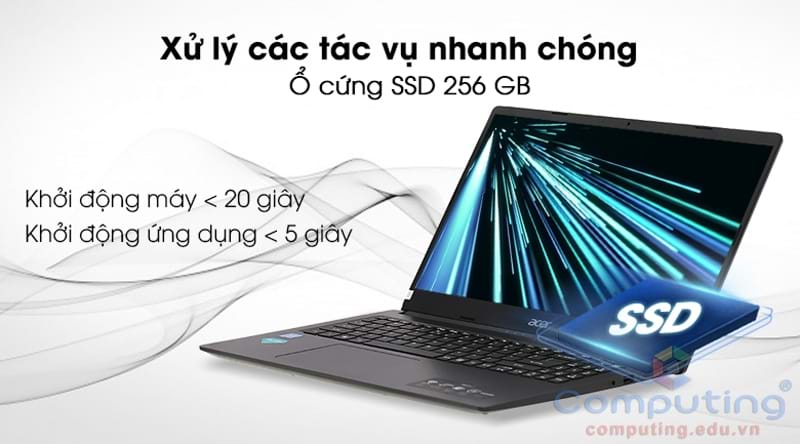 Xử lý các tác vụ nhanh chóng
Ổ cứng SSD 256 GB
Khởi động máy < 20 giây
Khởi động ứng dụng < 5 giây
acer
SSD
Computing®
computing.edu.vn